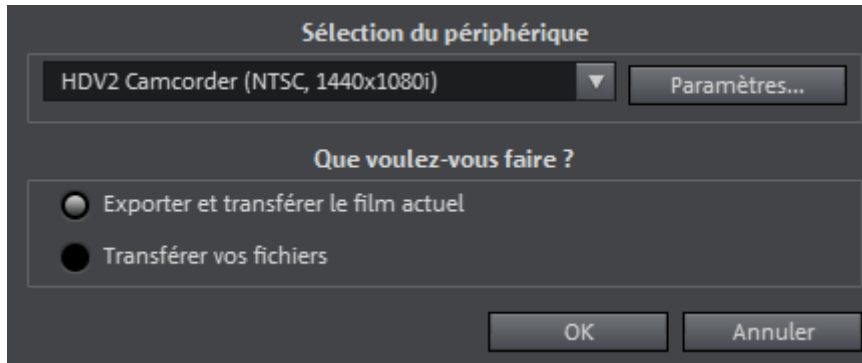 Sélection du périphérique
HDV2 Camcorder (NTSC, 1440x1080i)
Paramètres...
Que voulez-vous faire ?
Exporter et transférer le film actuel
Transférer vos fichiers
OK
Annuler